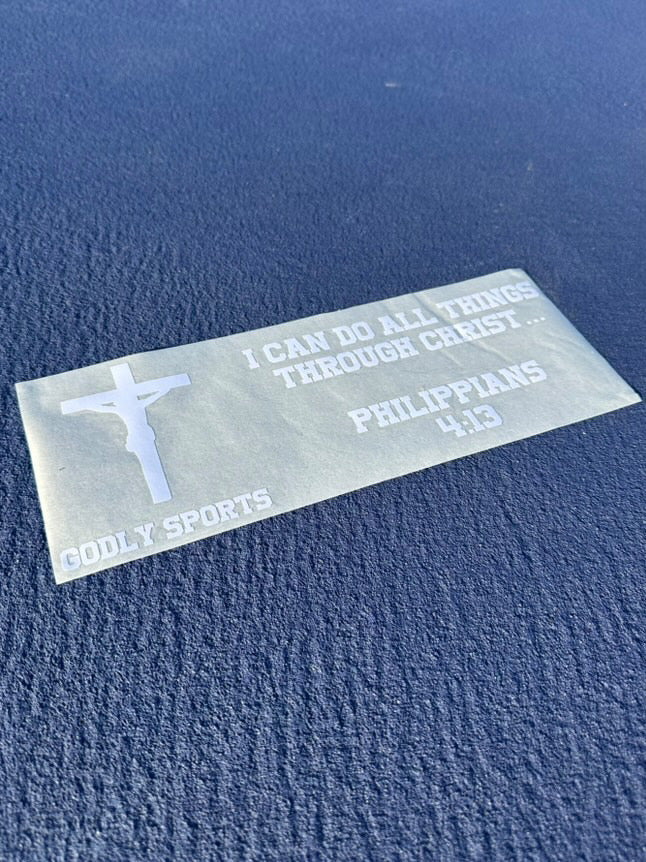 I CAN DO ALL THINGS
THROUGH CHRIST...
PHILIPPIANS
4:13
GODLY SPORTS